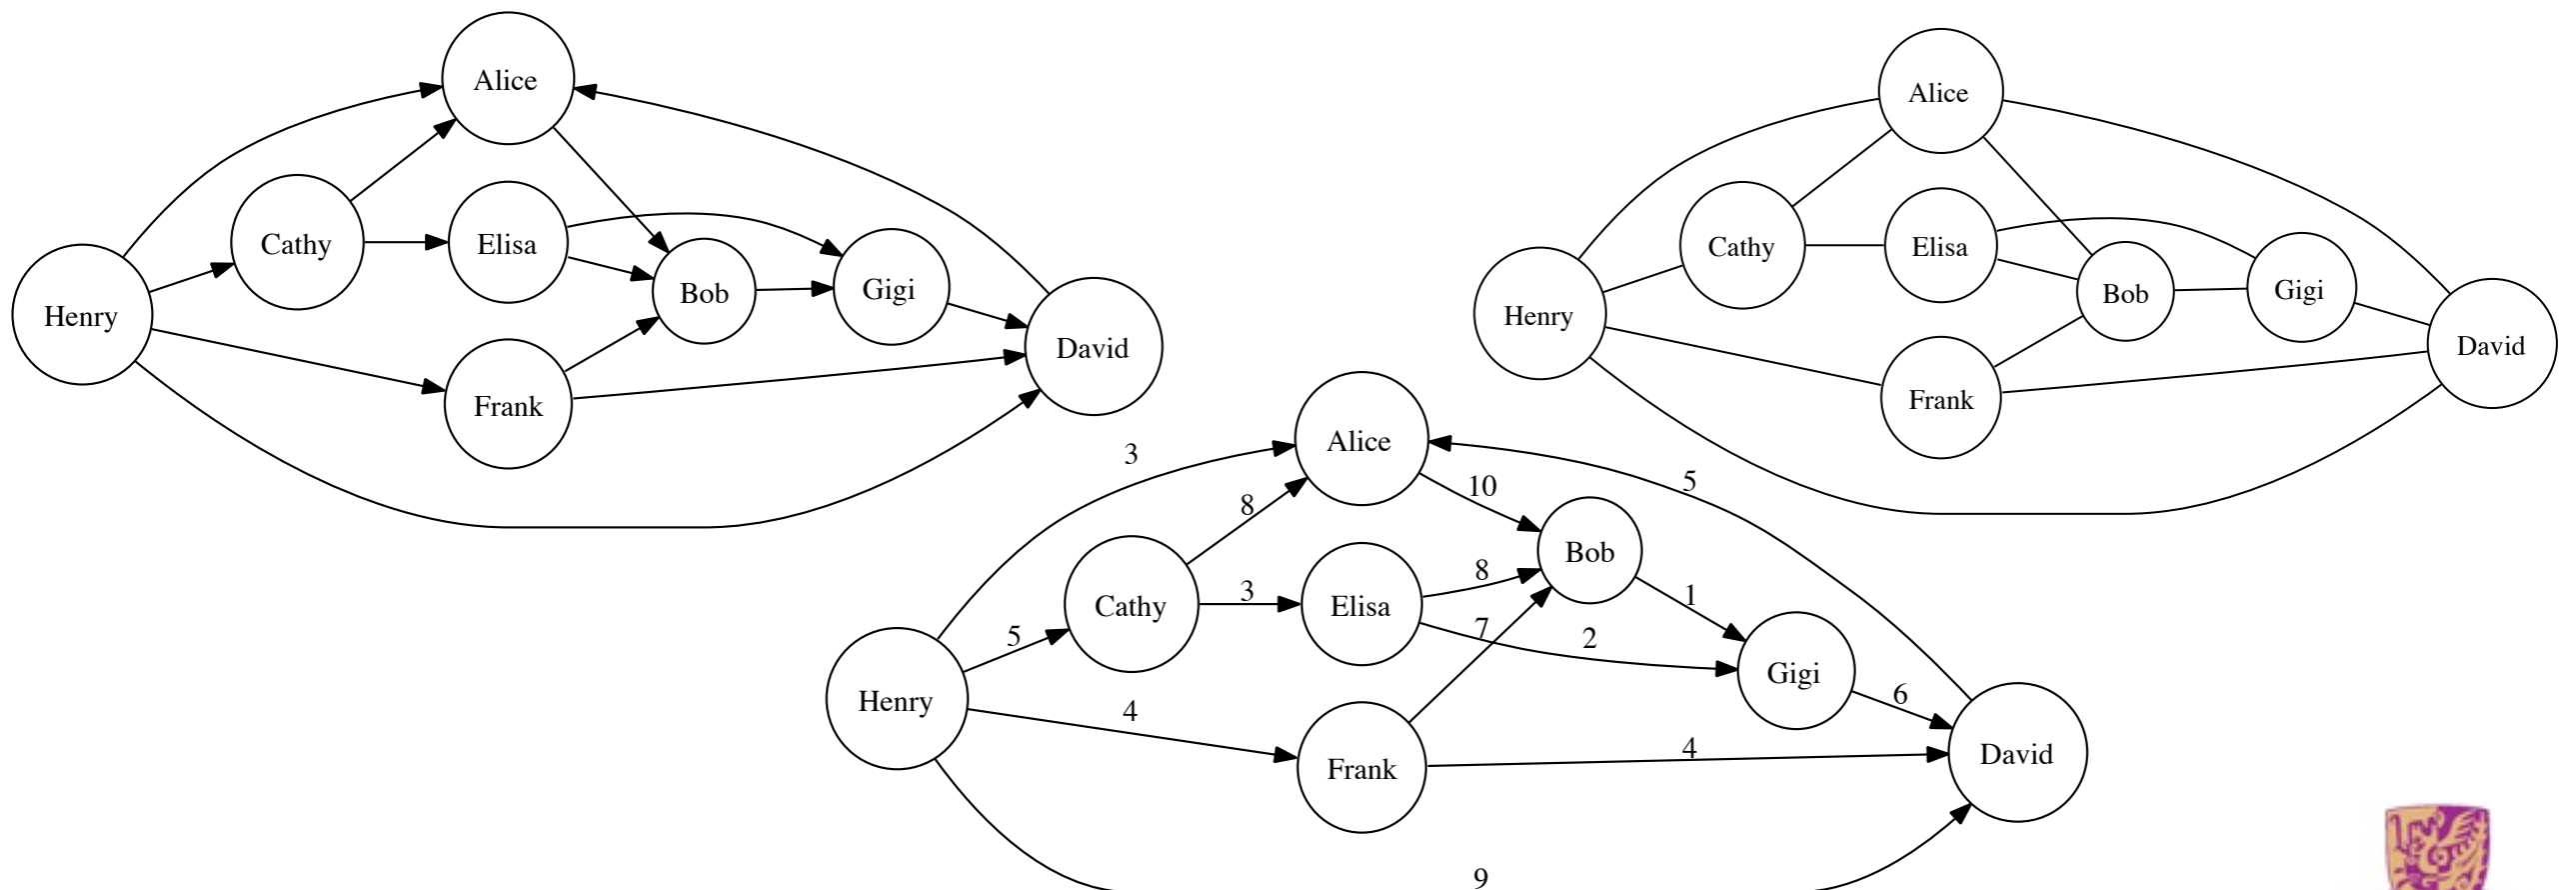 Alice
Cathy
Elisa
Bob
Gigi
Henry
Frank
David
Alice
Cathy
Elisa
Bob
Gigi
Henry
Frank
David
3
Alice
8
10
5
Bob
Cathy
3
Elisa
8
1
5
7
2
Gigi
Henry
4
6
Frank
4
David
9